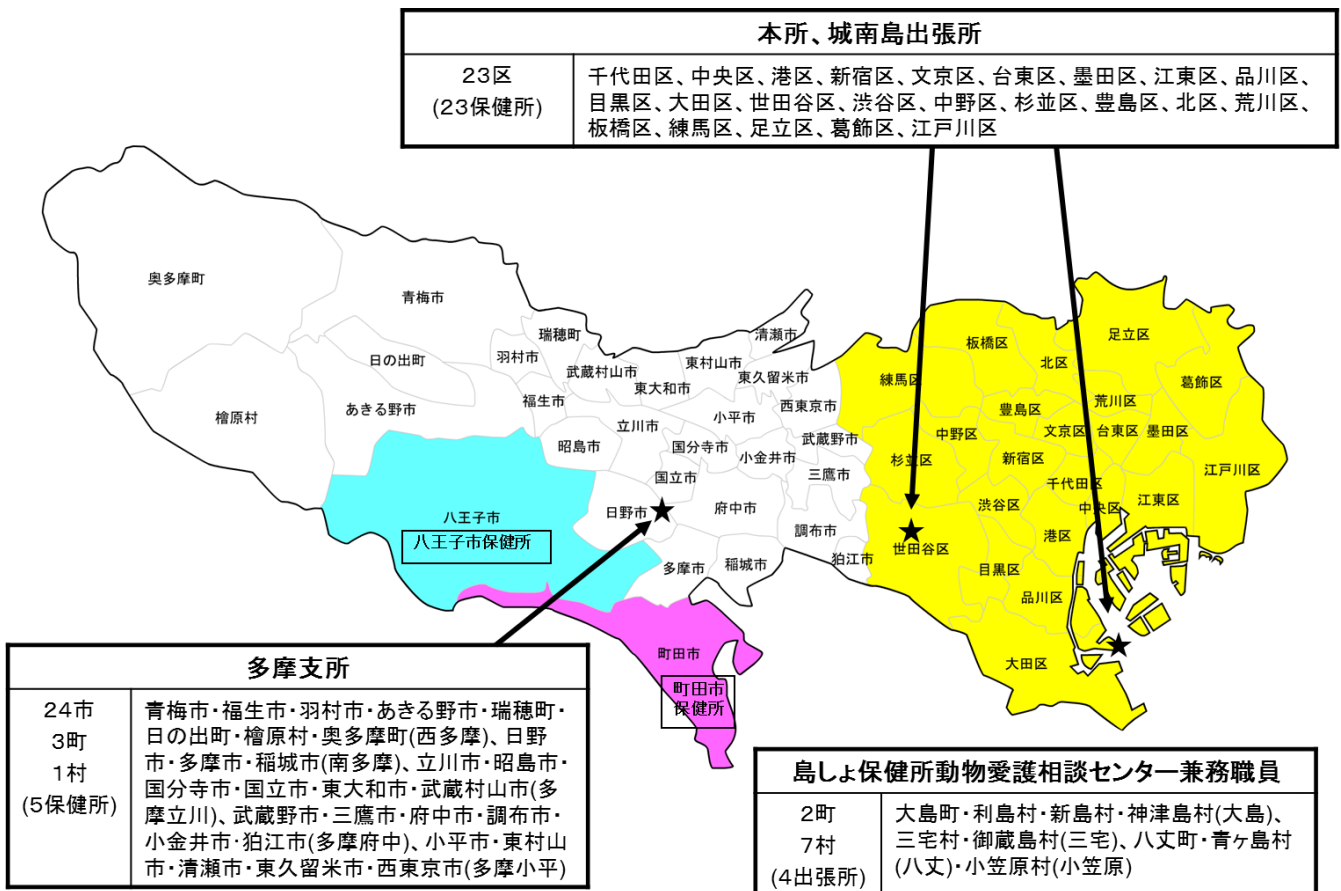 本所、城南島出張所
23区
(23保健所)
千代田区、中央区、港区、新宿区、文京区、台東区、墨田区、江東区、品川区、
目黒区、大田区、世田谷区、渋谷区、中野区、杉並区、豊島区、北区、荒川区、
板橋区、練馬区、足立区、葛飾区、江戸川区
奥多摩町
青梅市
瑞穂町
清瀬市
羽村市
日の出町
武蔵村山市
東村山市
東大和市
東久留米市
檜原村
あきる野市
福生市
立川市
小平市
西東京市
昭島市
国分寺市
小金井市
武蔵野市
国立市
三鷹市
日野市
府中市
調布市
狛江市
多摩市
稲城市
八王子市
八王子市保健所
町田市
町田市
保健所
板橋区
足立区
北区
練馬区
葛飾区
豊島区
荒川区
中野区
文京区
台東区
墨田区
杉並区
新宿区
江戸川区
千代田区
渋谷区
中央区
江東区
世田谷区
港区
目黒区
品川区
大田区
多摩支所
24市
3町
1村
(5保健所)
青梅市・福生市・羽村市・あきる野市・瑞穂町・
日の出町・檜原村・奥多摩町(西多摩)、日野
市・多摩市・稲城市(南多摩)、立川市・昭島市・
国分寺市・国立市・東大和市・武蔵村山市(多
摩立川)、武蔵野市・三鷹市・府中市・調布市・
小金井市・狛江市(多摩府中)、小平市・東村山
市・清瀬市・東久留米市・西東京市(多摩小平)
島しょ保健所動物愛護相談センター兼務職員
2町
7村
(4出張所)
大島町・利島村・新島村・神津島村(大島)、
三宅村・御蔵島村(三宅)、八丈町・青ヶ島村
(八丈)・小笠原村(小笠原)